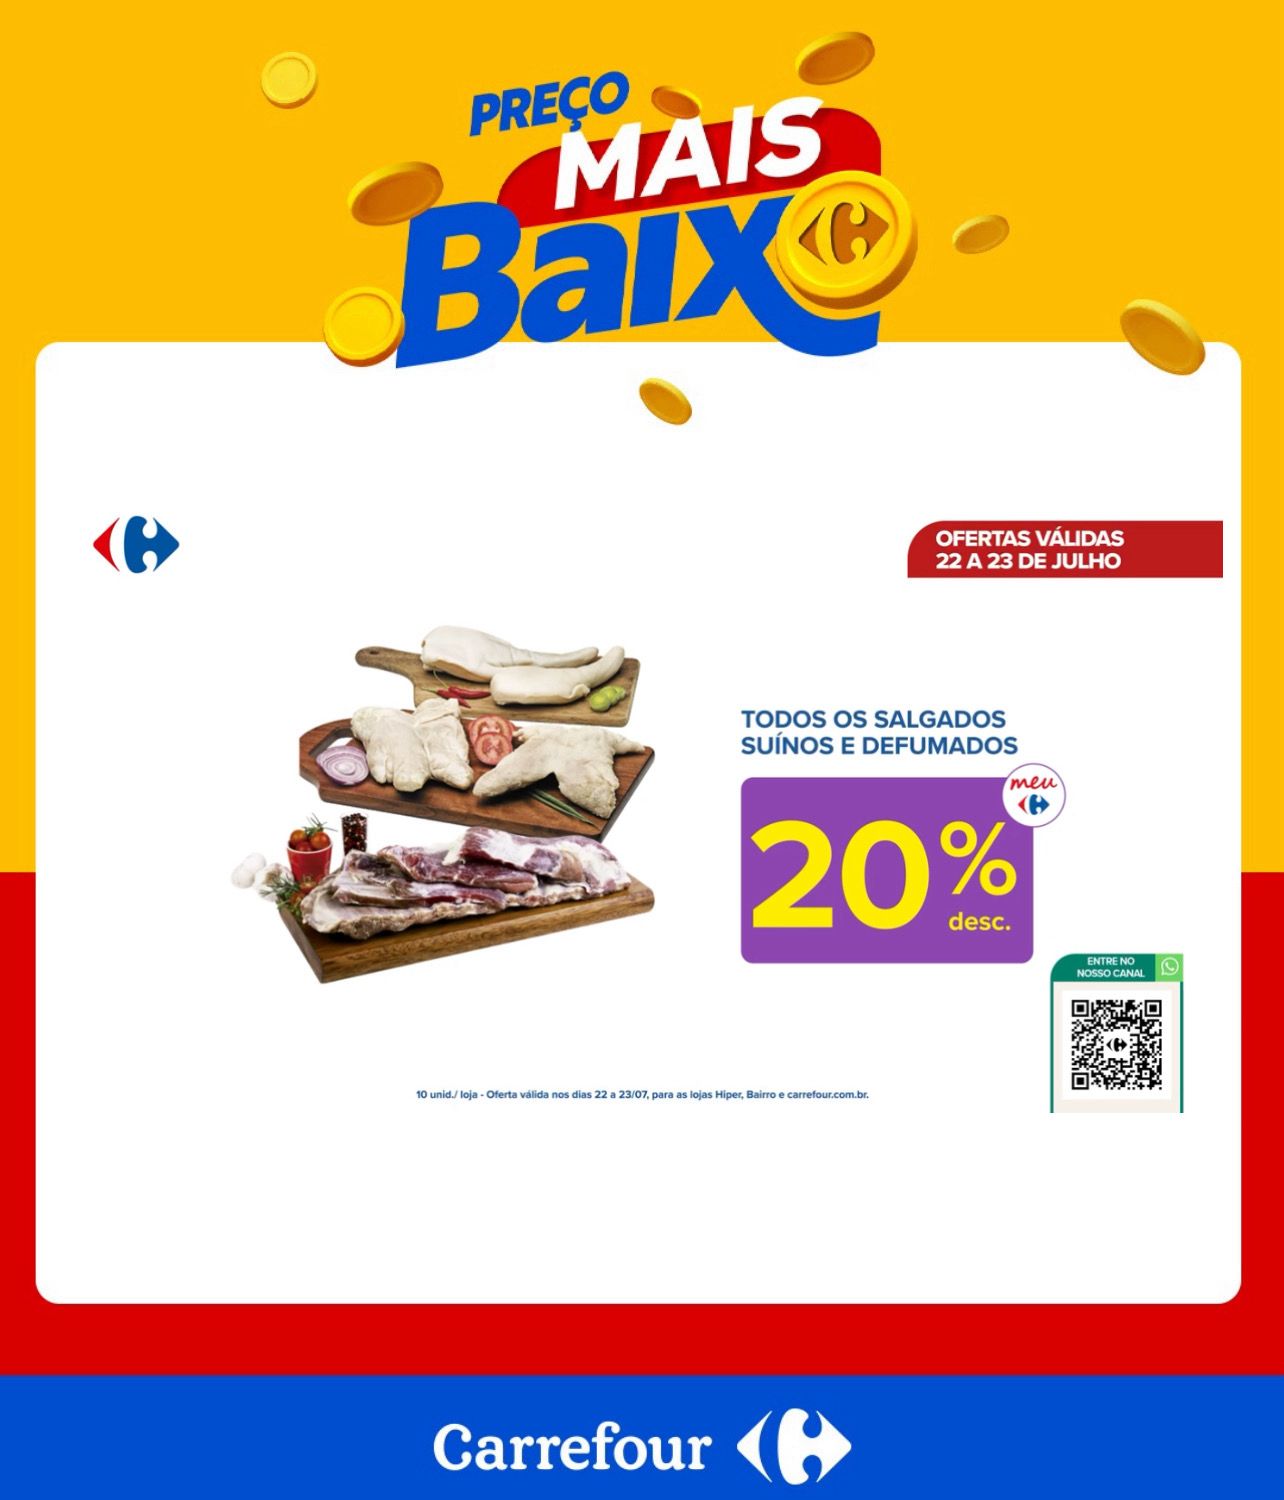 PREÇO
MAIS
Baixo
OFERTAS VÁLIDAS
22 A 23 DE JULHO
TODOS OS SALGADOS
SUÍNOS E DEFUMADOS
meu
20%
desc.
ENTRE NO
NOSSO CANAL
10 unid./ loja - Oferta válida nos dias 22 a 23/07, para as lojas Hiper, Bairro e carrefour.com.br.
Carrefour